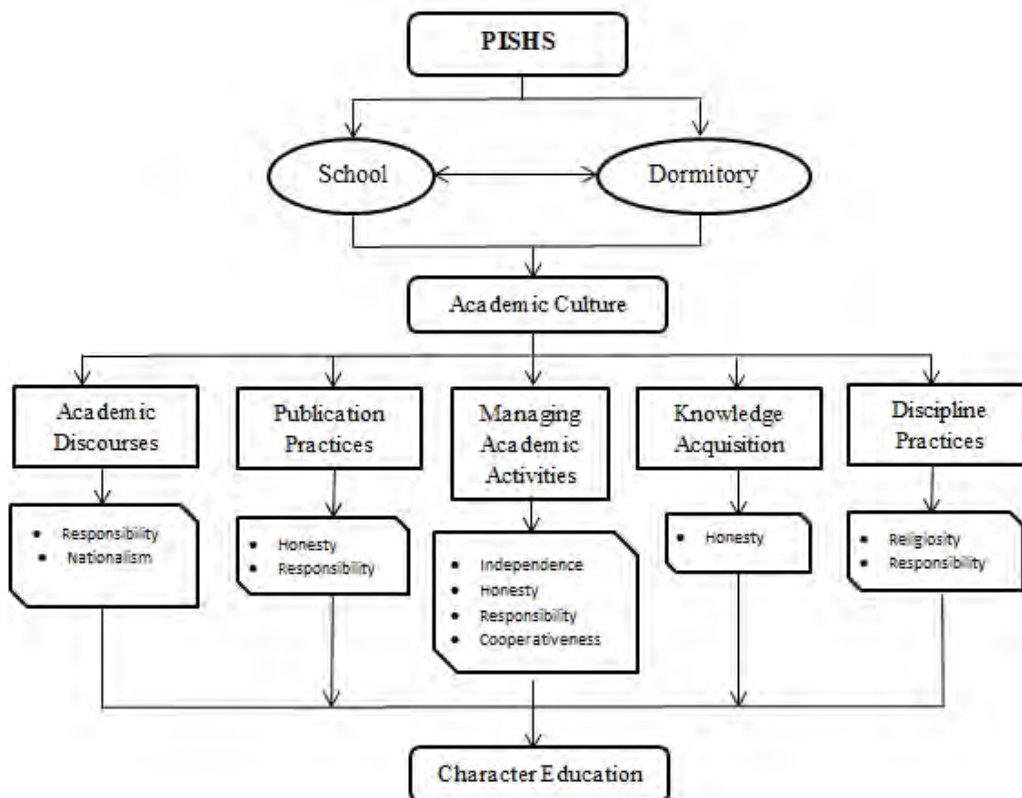 PISHS
School
Dormitory
Academic Culture
Academic
Discourses
Publication
Practices
Managing
Academic
Activities
Knowledge
Acquisition
Discipline
Practices
• Responsibility
• Nationalism
• Honesty
• Responsibility
• Independence
• Honesty
• Responsibility
• Cooperativeness
• Honesty
• Religiosity
• Responsibility
Character Education